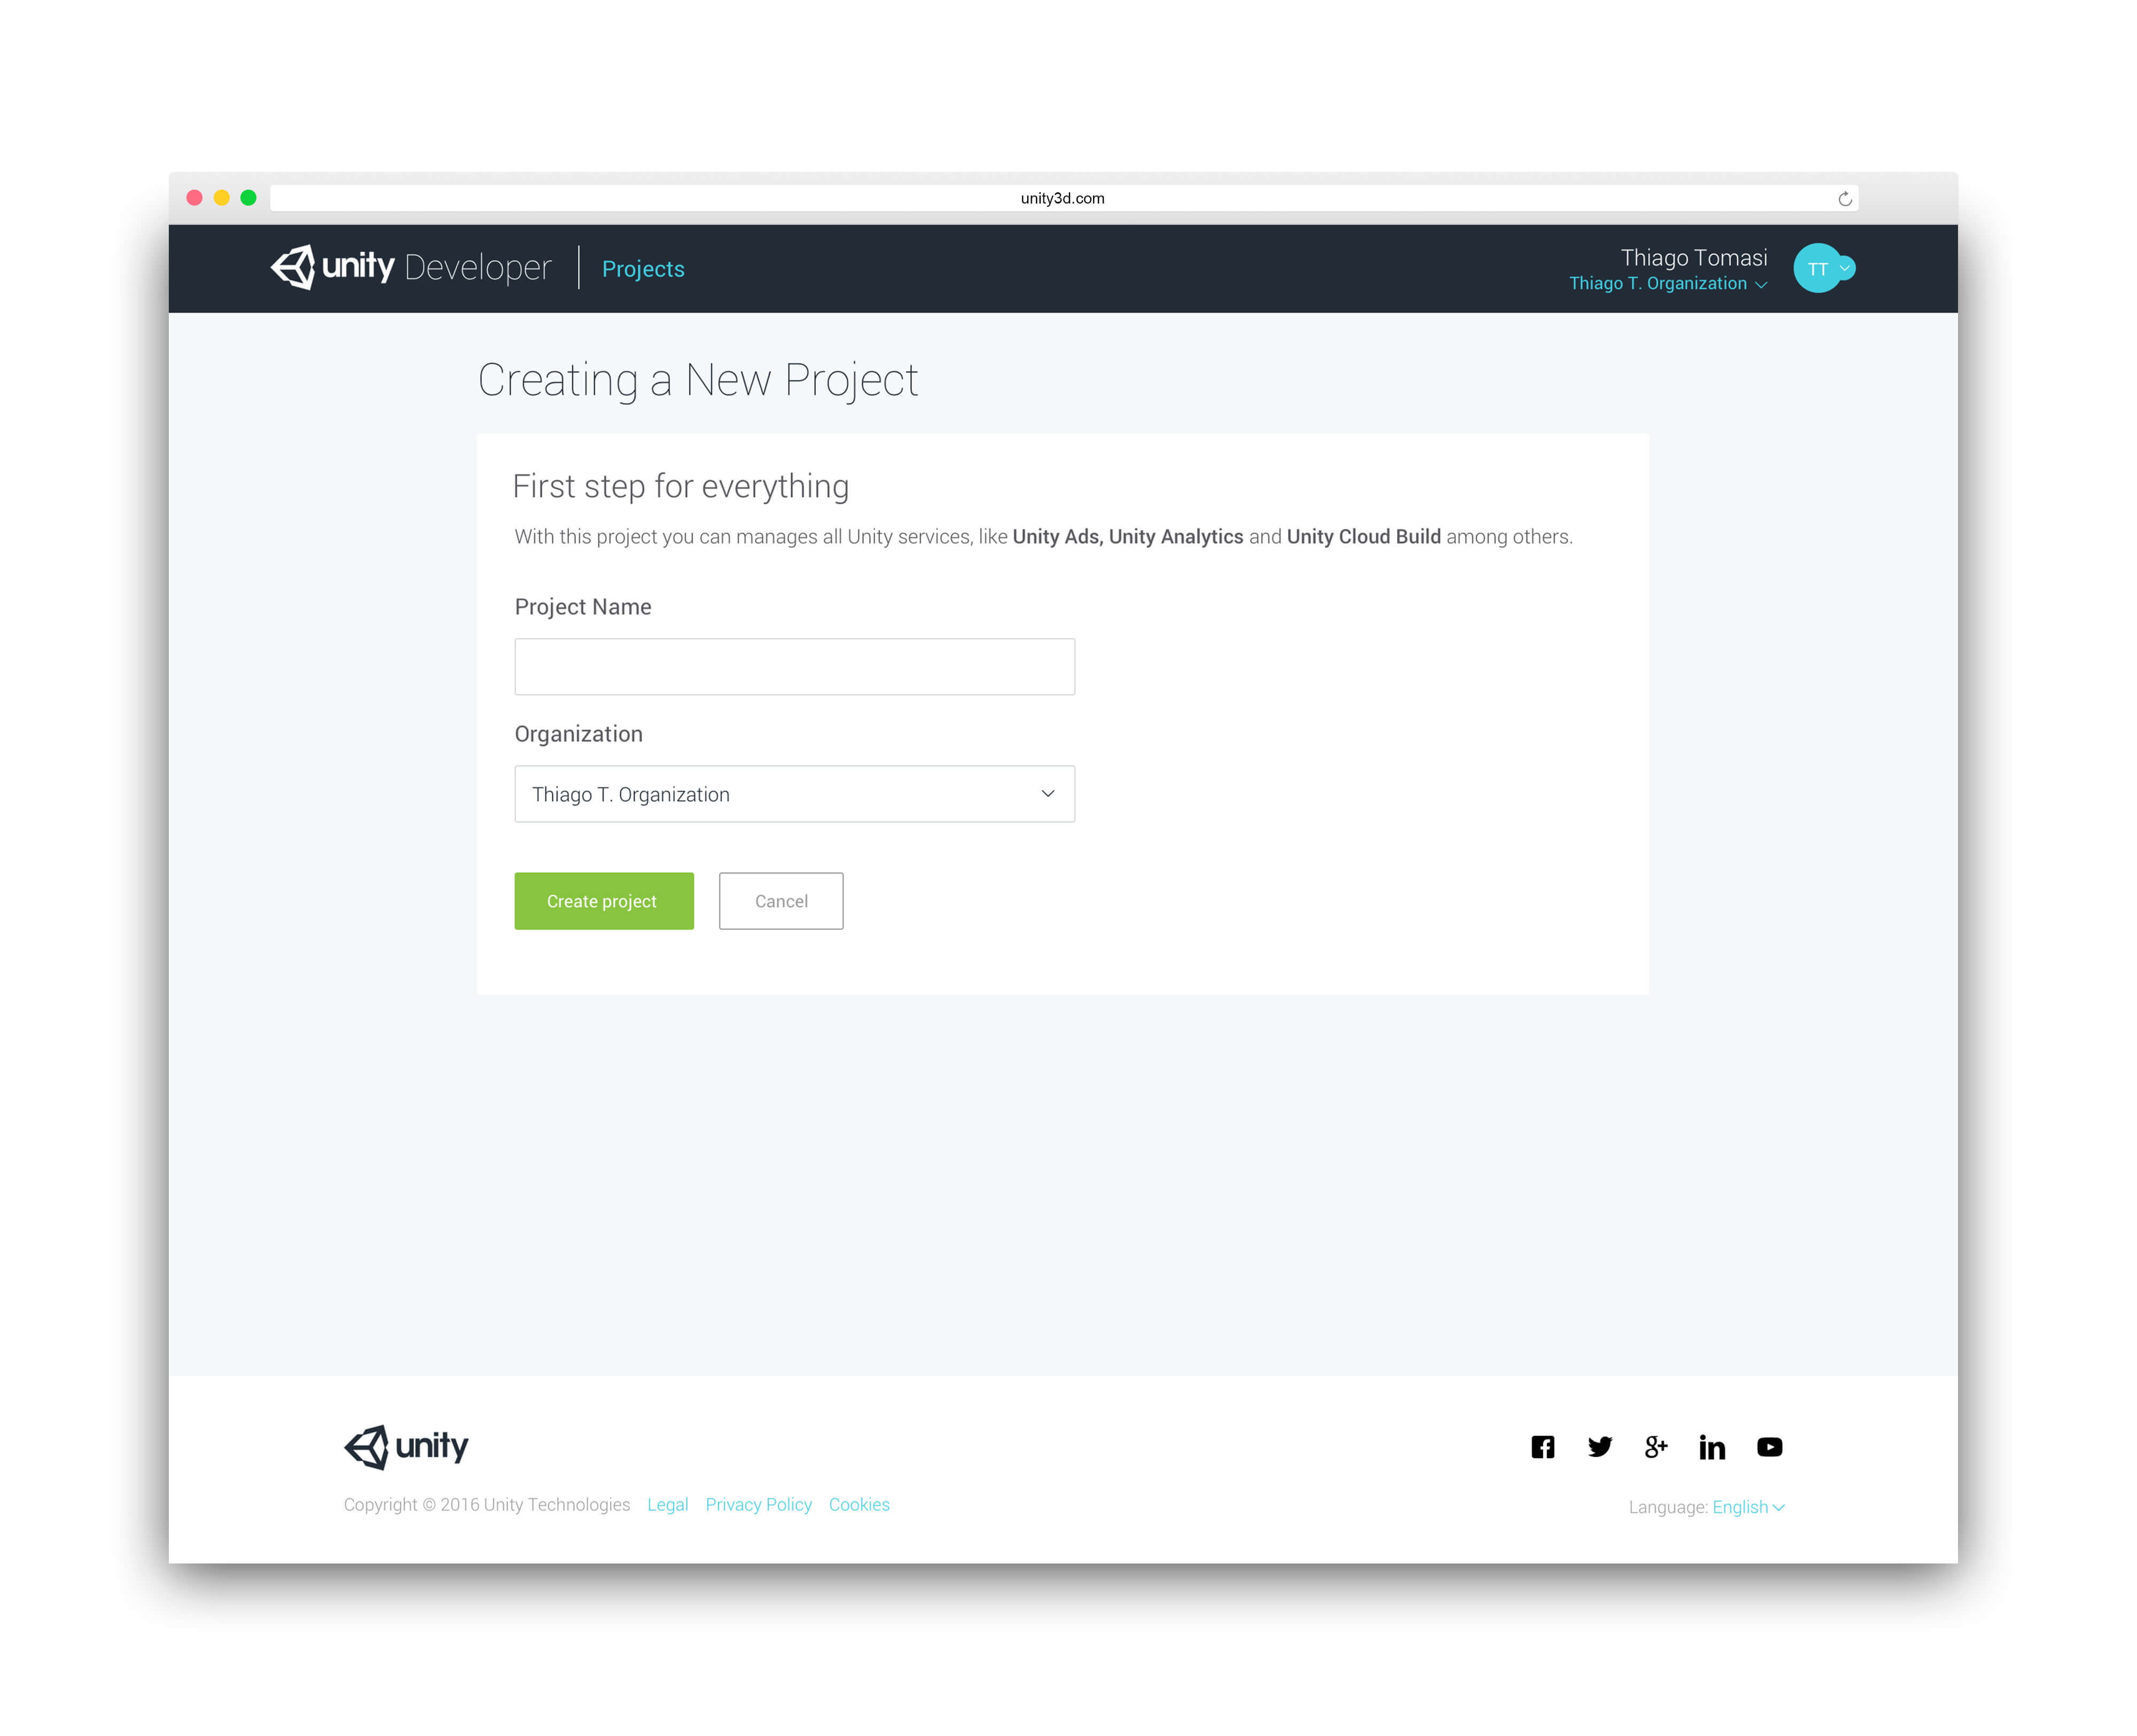 unity3d.com
unity Developer
Projects
Thiago Tomasi
Thiago T. Organization
TT
Creating a New Project
First step for everything
With this project you can manages all Unity services, like Unity Ads, Unity Analytics and Unity Cloud Build among others.
Project Name
Organization
Thiago T. Organization
Create project
Cancel
unity
Copyright © 2016 Unity Technologies Legal Privacy Policy Cookies
Language: English